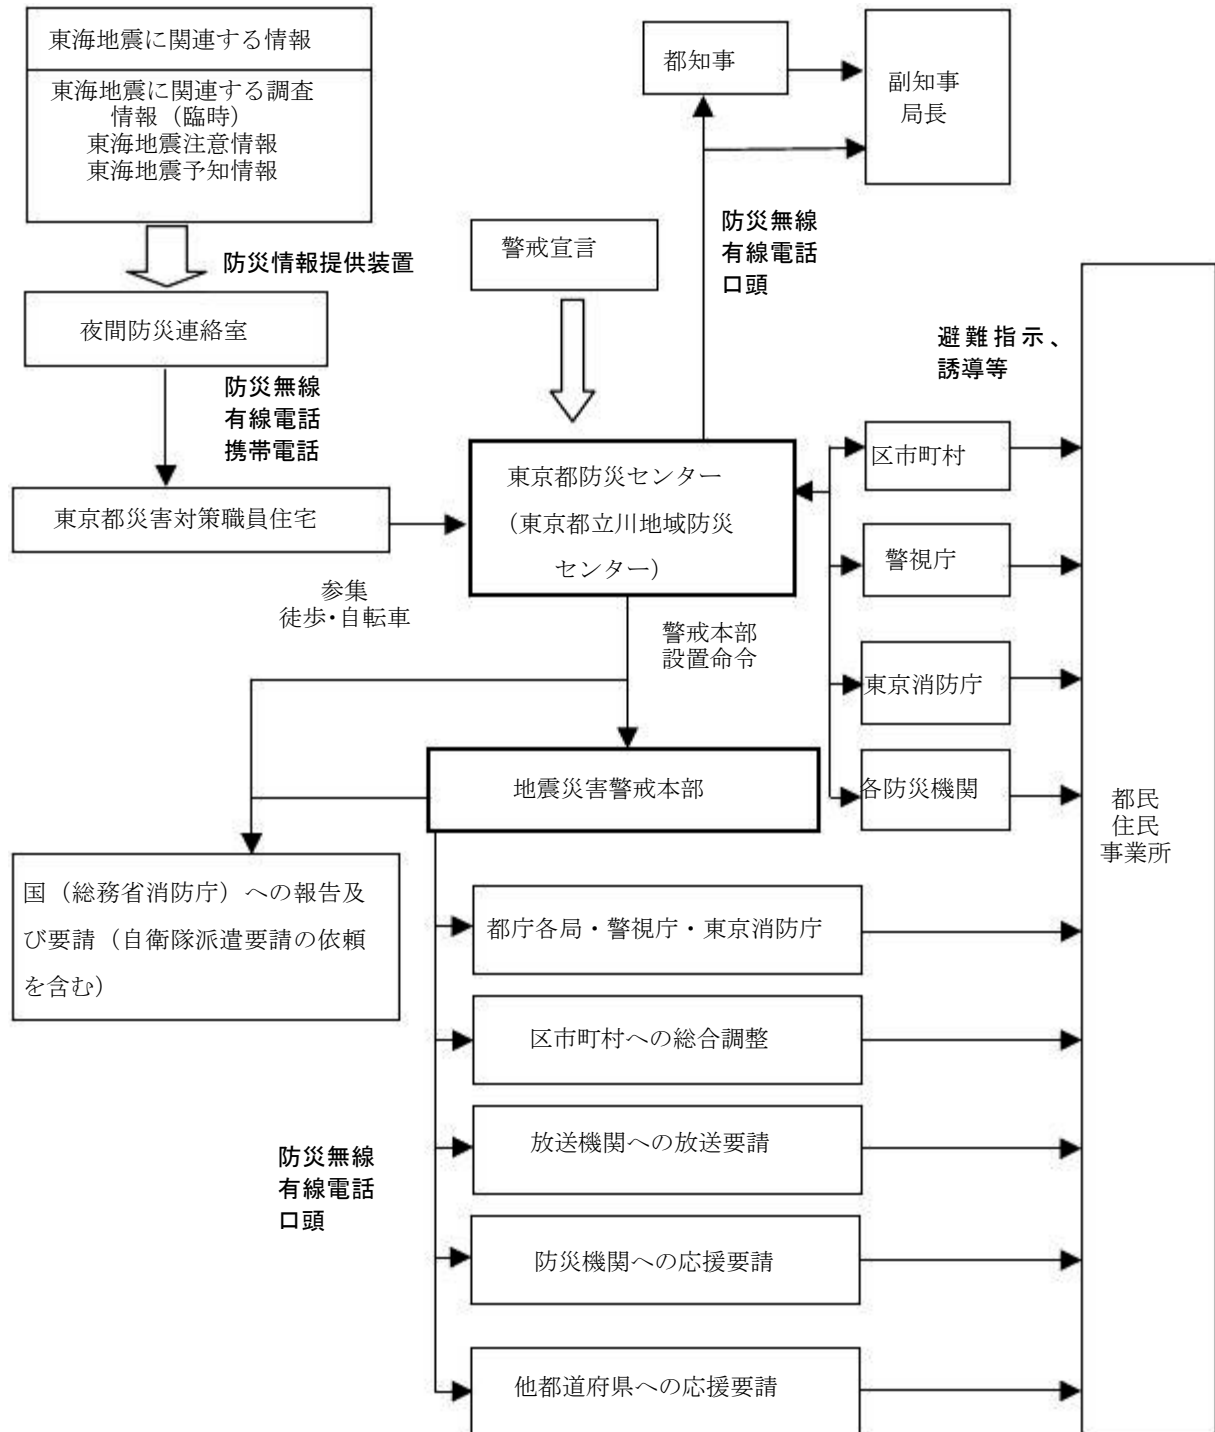 東海地震に関連する情報
東海地震に関連する調査
情報（臨時）
東海地震注意情報
東海地震予知情報
防災情報提供装置
夜間防災連絡室
防災無線
有線電話
携帯電話
東京都災害対策職員住宅
参集
徒歩・自転車
都知事
副知事
局長
警戒宣言
防災無線
有線電話
口頭
東京都防災センター
（東京都立川地域防災
センター）
警戒本部
設置命令
避難指示、
誘導等
区市町村
警視庁
東京消防庁
各防災機関
都民
住民
事業所
地震災害警戒本部
国（総務省消防庁）への報告及
び要請（自衛隊派遣要請の依頼
を含む）
都庁各局・警視庁・東京消防庁
区市町村への総合調整
放送機関への放送要請
防災機関への応援要請
他都道府県への応援要請
防災無線
有線電話
口頭